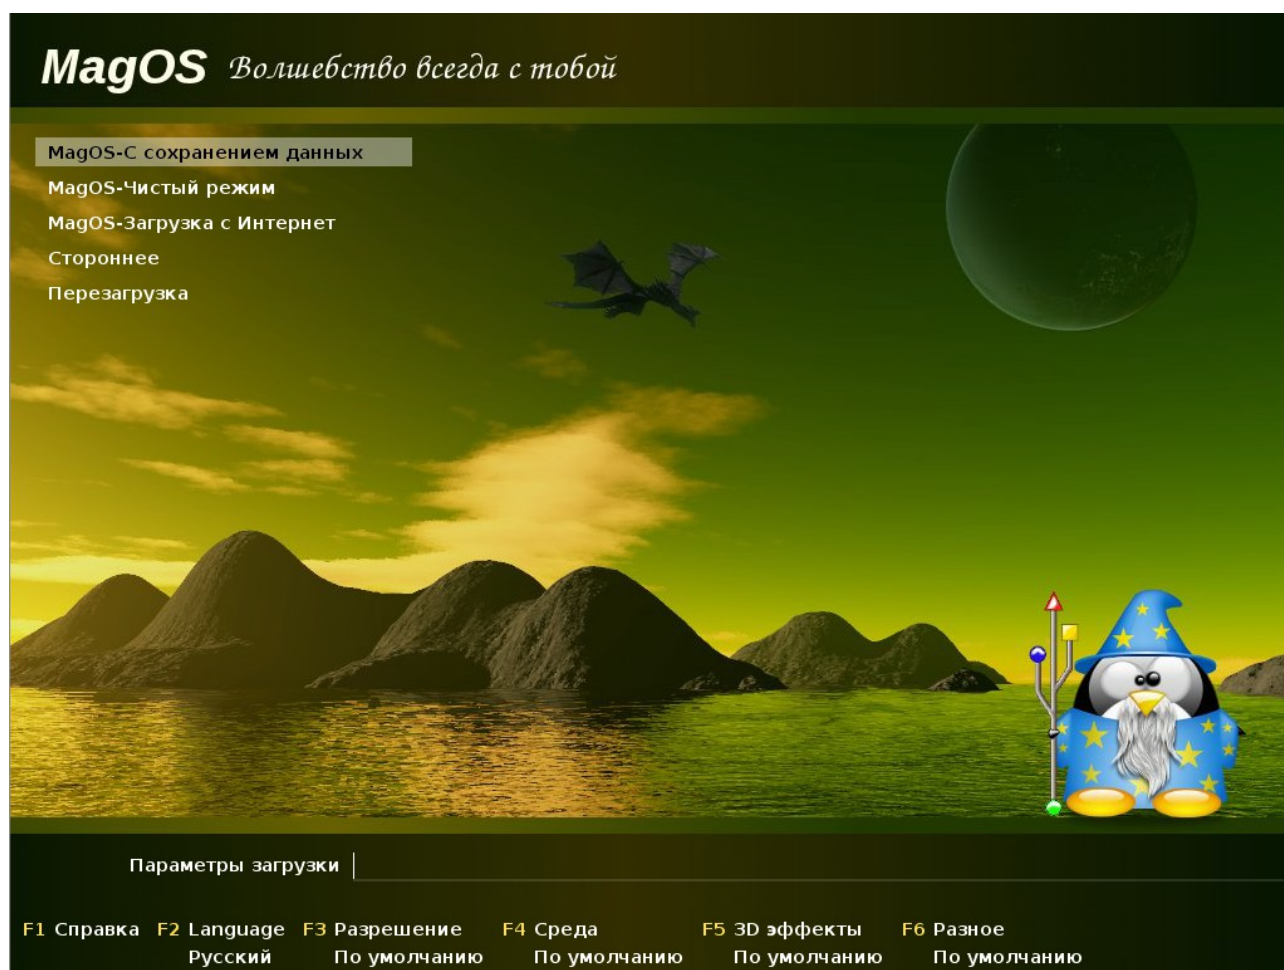 MagOS Волшебство всегда с тобой
MagOS-С сохранением данных
MagOS-Чистый режим
MagOS-Загрузка с Интернет
Стороннее
Перезагрузка
Параметры загрузки
F1 Справка F2 Language F3 Разрешение F4 Среда F5 3D эффекты F6 Разное
Русский По умолчанию По умолчанию По умолчанию По умолчанию